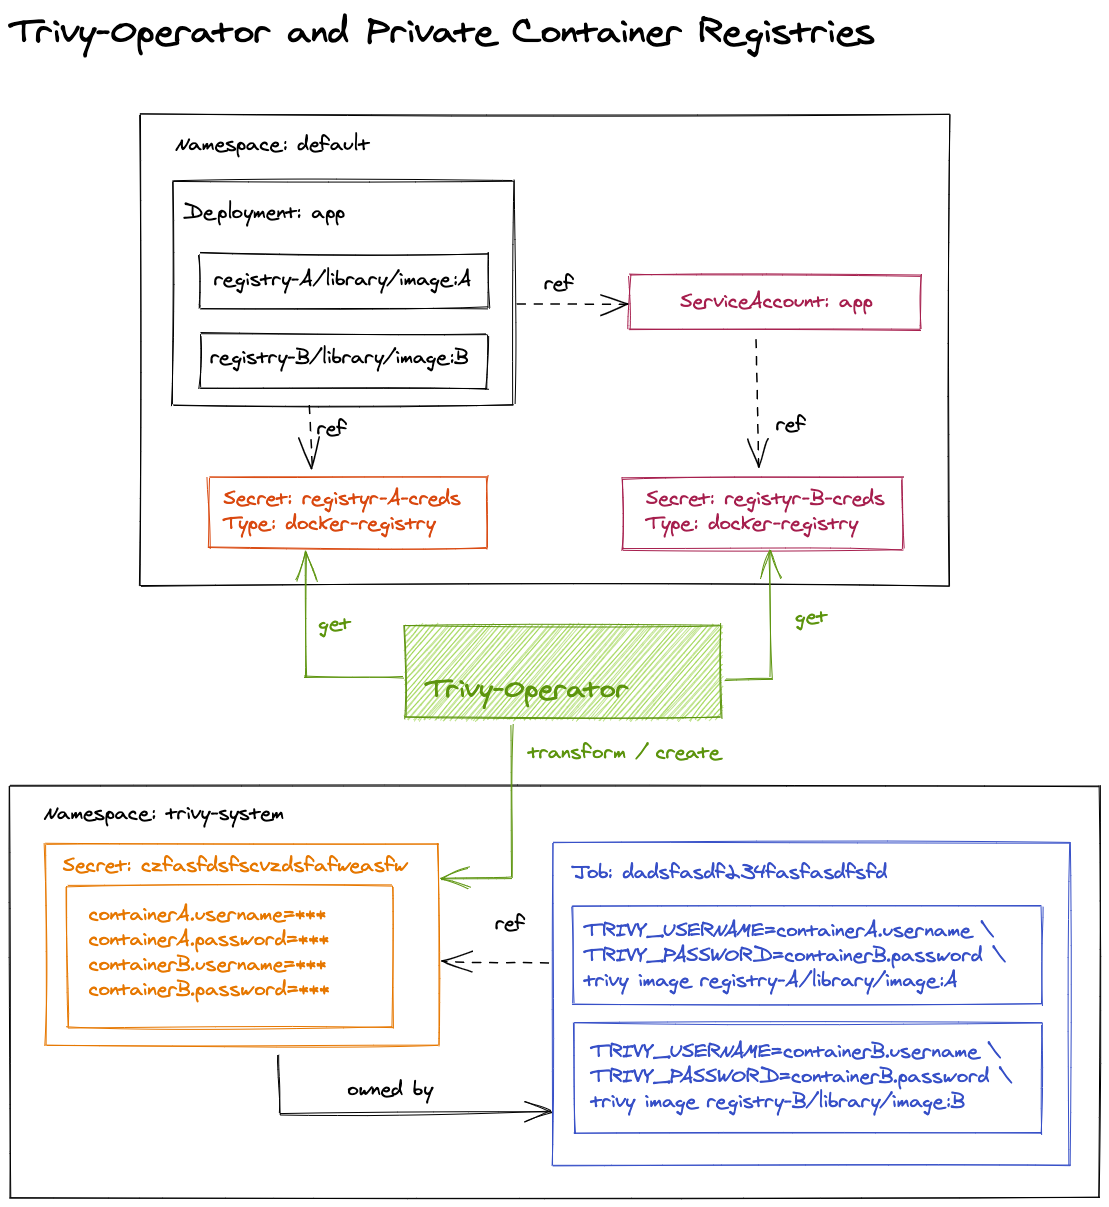 Trivy-Operator and Private Container Registries
Namespace: default
Deployment: app
registry-A/library/image:A
registry-B/library/image:B
ref
ServiceAccount: app
ref
ref
Secret: registyr-A-creds
Type: docker-registry
Secret: registyr-B-creds
Type: docker-registry
get
get
Trivy-Operator
transform / create
Namespace: trivy-system
Secret: czfasfdsfscvzdsfafweasfw
containerA.username=***
containerA.password=***
containerB.username=***
containerB.password=***
ref
Job: dadsfasdf234fasfasdfsfd
TRIVY_USERNAME=containerA.username \
TRIVY_PASSWORD=containerB.password \
trivy image registry-A/library/image:A
TRIVY_USERNAME=containerB.username \
TRIVY_PASSWORD=containerB.password \
trivy image registry-B/library/image:B
owned by